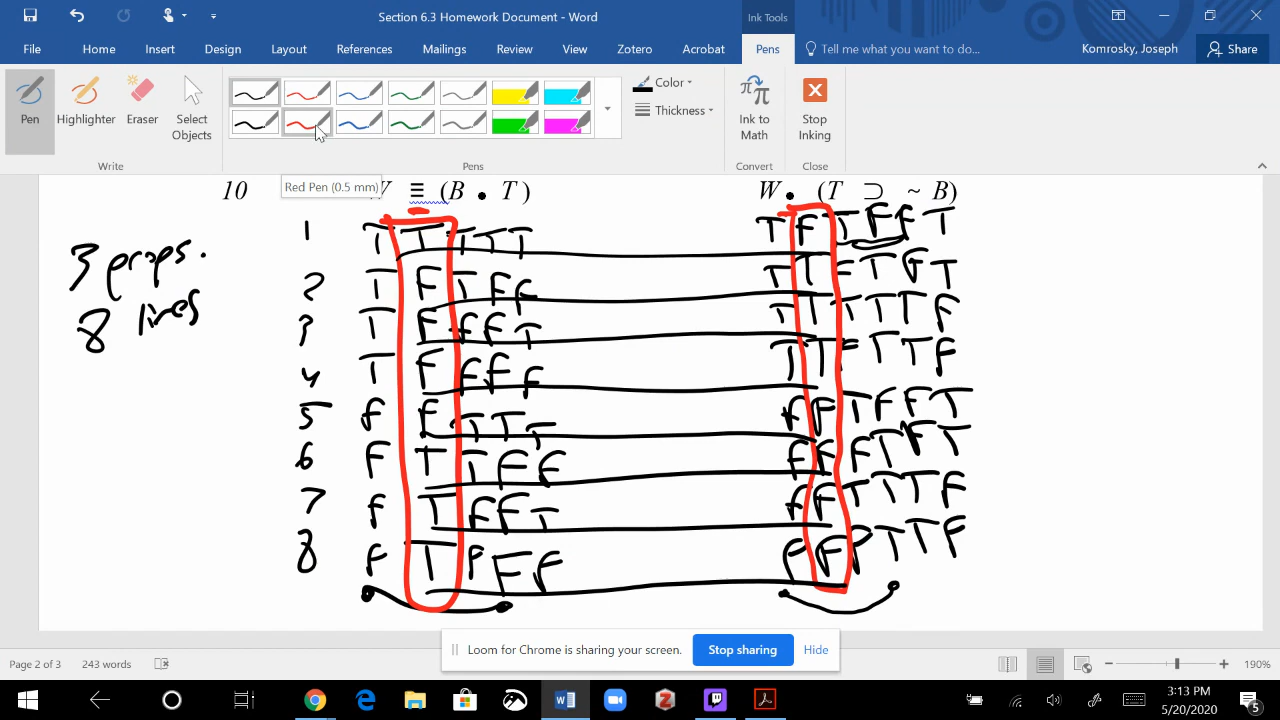 Section 6.3 Homework Document - Word
Ink Tools
File Home Insert Design Layout References Mailings Review View Zotero Acrobat Pens Tell me what you want to do... Komrosky, Joseph Share
Pen Highlighter Eraser Select Objects
Color
Thickness
Ink to Math
Stop Inking
Write Pens Convert Close
Red Pen (0.5 mm)
10 ≡ (B • T ) W • (T ⊃ ~ B)
3 props.
8 lines
1 T T T T T T F T F F T
2 T F T F F T T F T F T
3 T F F F T T T T T T F
4 T F F F F T T F T T F
5 F F T T T F F T F F T
6 F T T F F F F F T F T
7 F T F F T F F T T T F
8 F T F F F F F F T T F
Loom for Chrome is sharing your screen. Stop sharing Hide
Page 2 of 3 243 words 190%
3:13 PM
5/20/2020
5